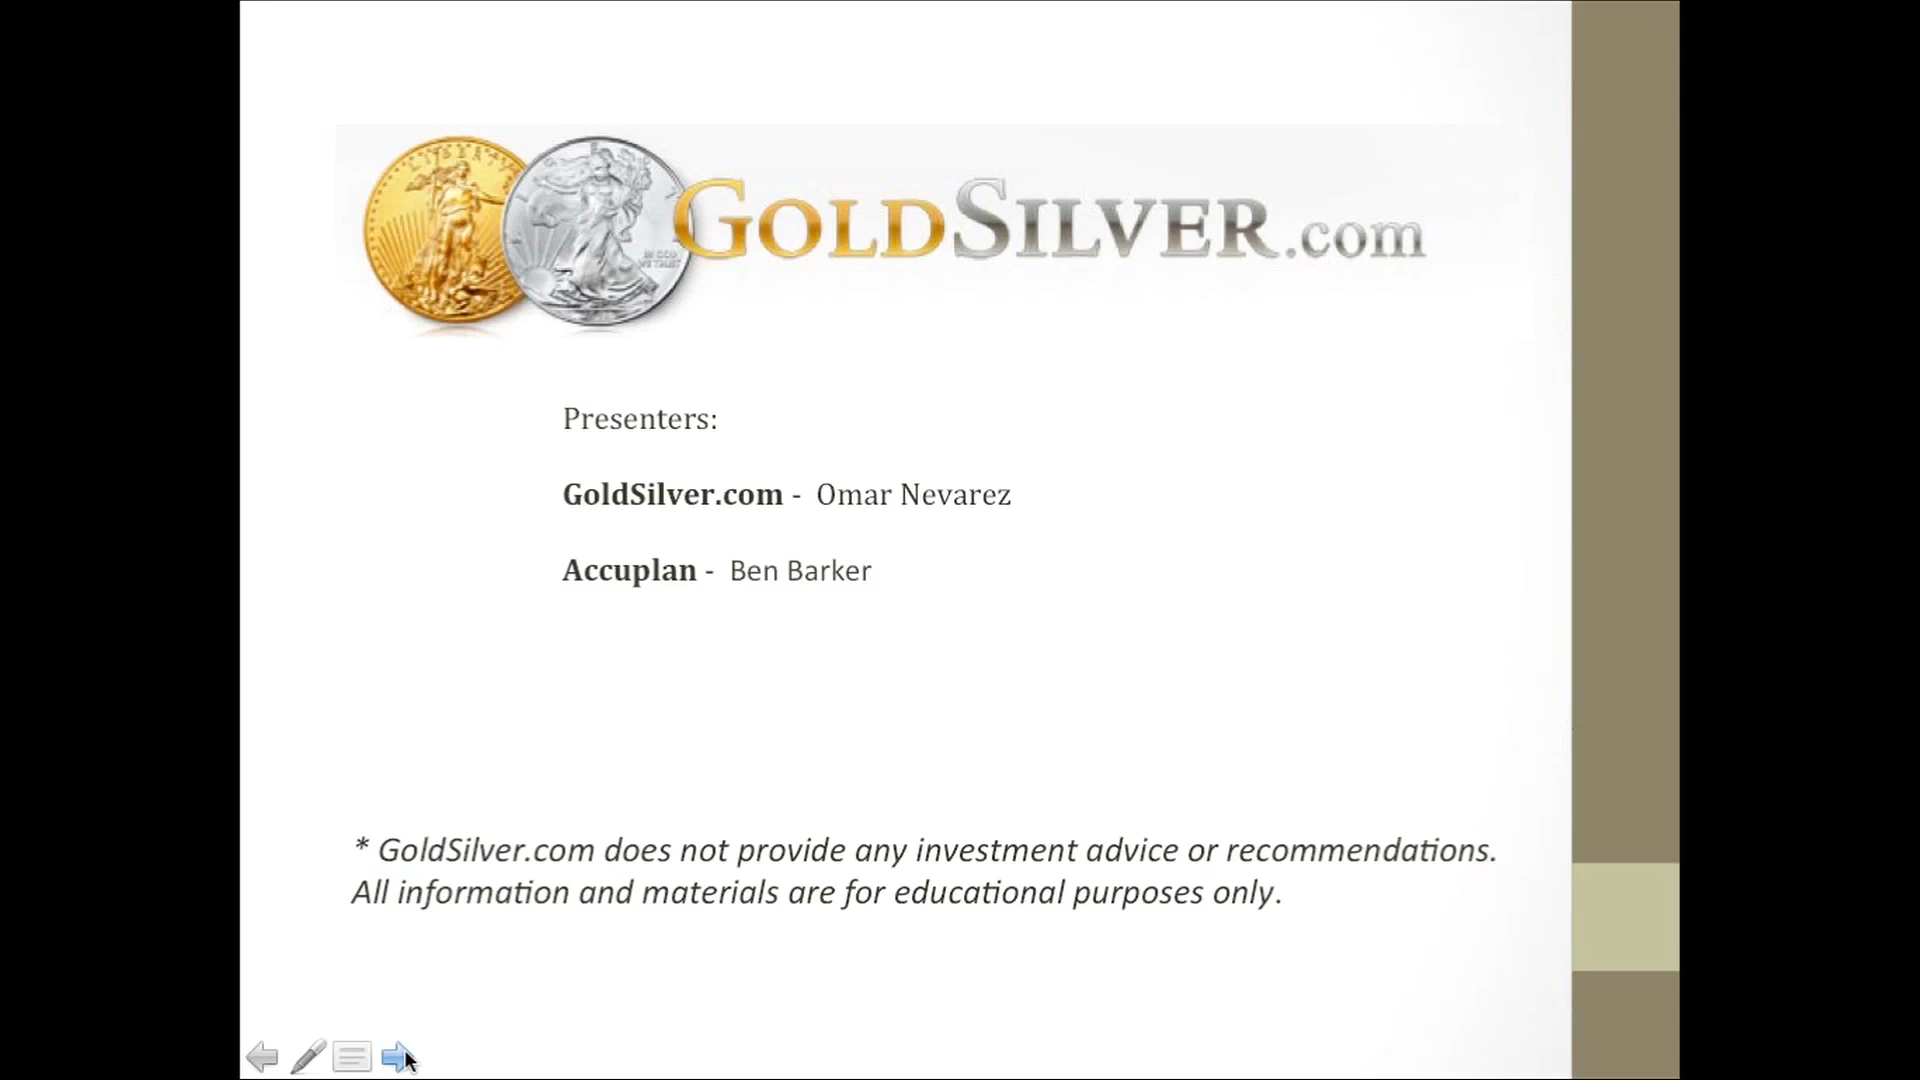 GOLDSILVER.com
Presenters:
GoldSilver.com - Omar Nevarez
Accuplan - Ben Barker
* GoldSilver.com does not provide any investment advice or recommendations.
All information and materials are for educational purposes only.